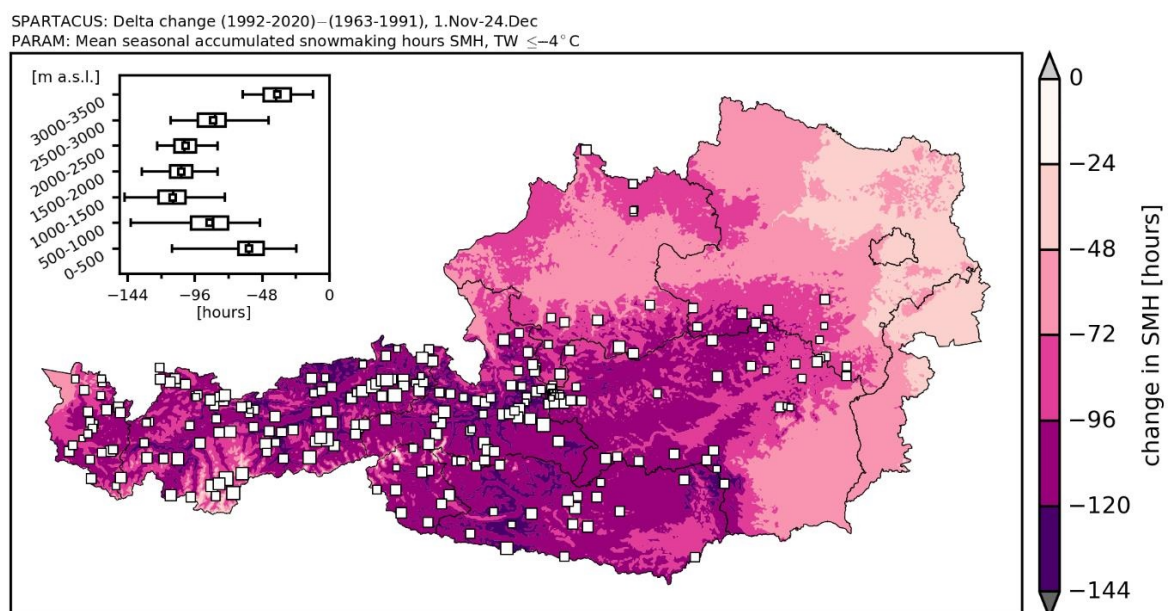 SPARTACUS: Delta change (1992-2020)−(1963-1991), 1.Nov-24.Dec
PARAM: Mean seasonal accumulated snowmaking hours SMH, TW ≤−4°C
[m a.s.l.]
3000-3500
2500-3000
2000-2500
1500-2000
1000-1500
500-1000
0-500
−144 −96 −48 0
[hours]
0
−24
−48
−72
−96
−120
−144
change in SMH [hours]